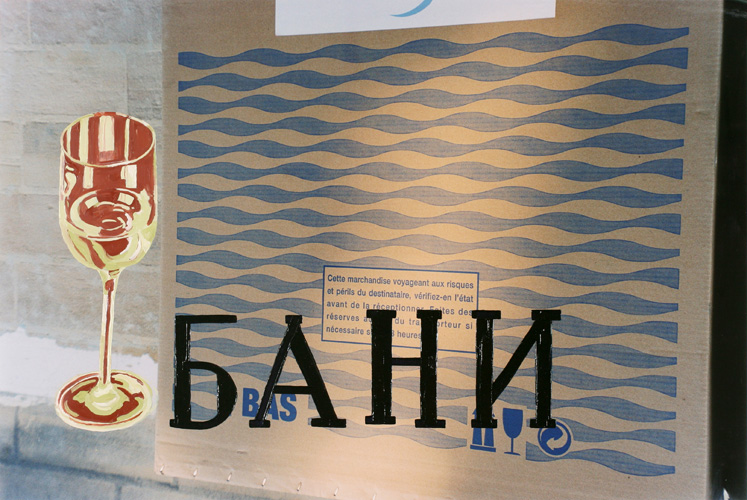 Cette marchandise voyageant aux risques
et périls du destinataire, vérifiez-en l'état
avant de la réceptionner. Faites des
réserves du transporteur si
nécessaire heures
БАНИ
BAS